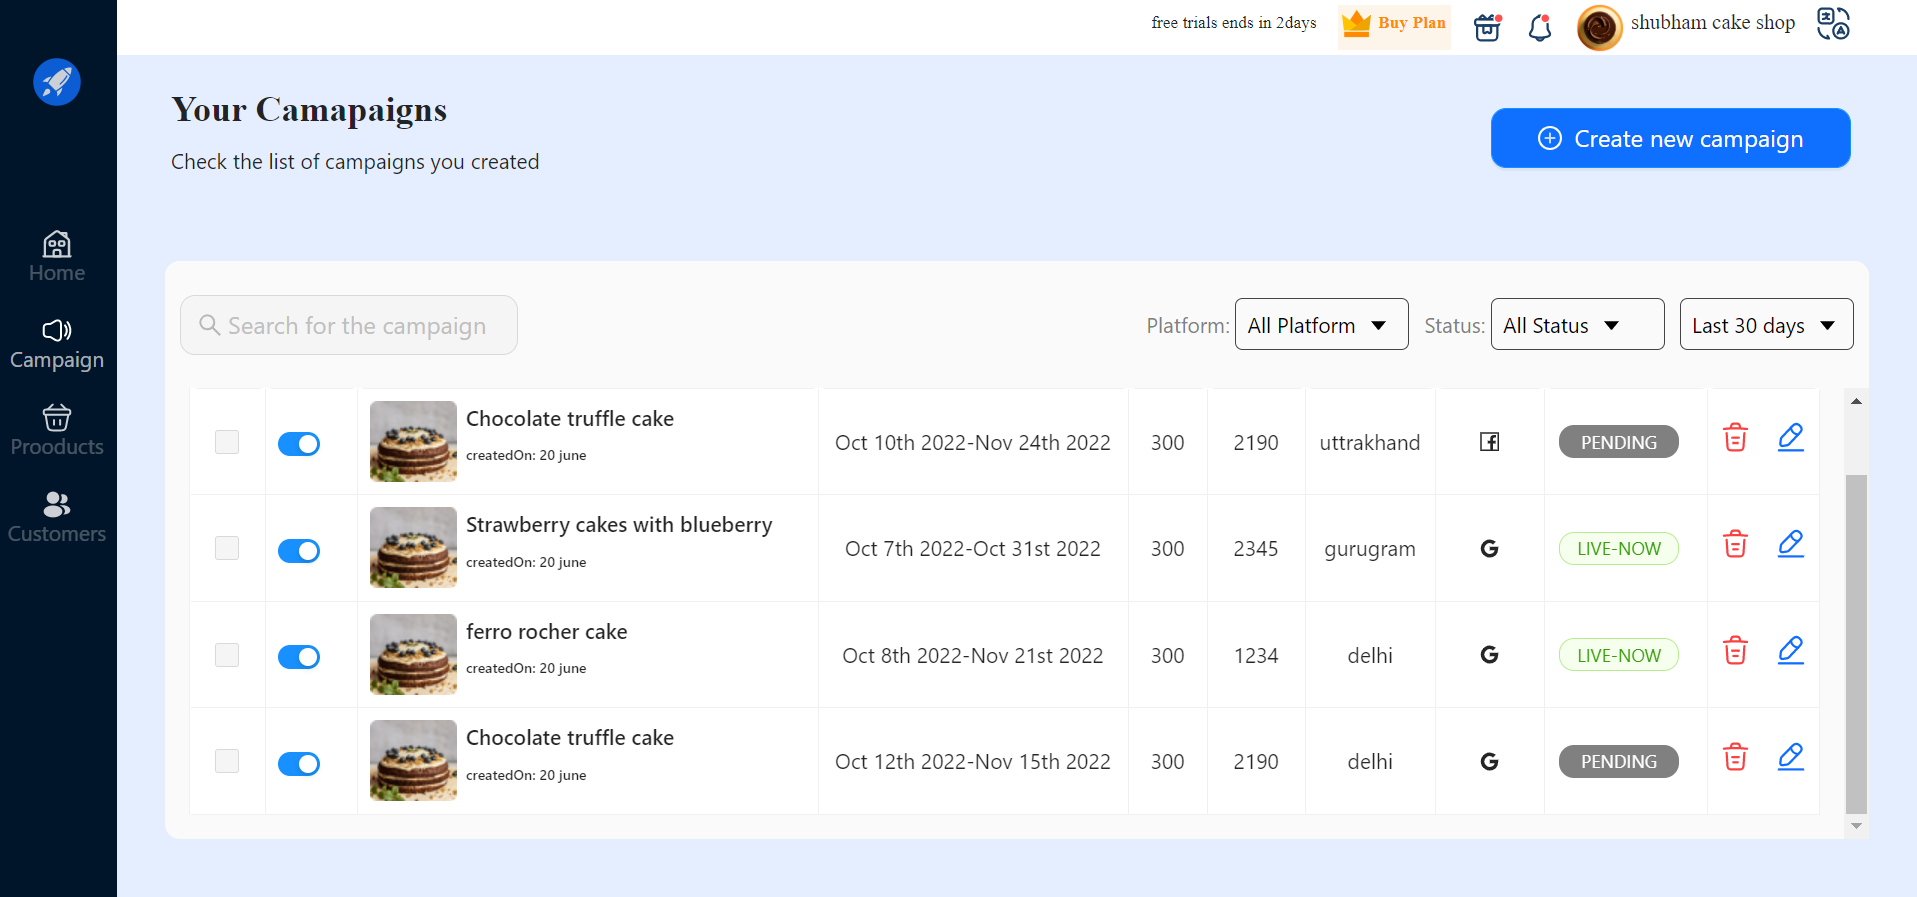 free trials ends in 2days
Buy Plan
shubham cake shop
Your Camapaigns
Check the list of campaigns you created
Create new campaign
Home
Campaign
Prooducts
Customers
Search for the campaign
Platform: All Platform
Status: All Status
Last 30 days
Chocolate truffle cake
createdOn: 20 june
Oct 10th 2022-Nov 24th 2022 300 2190 uttrakhand PENDING
Strawberry cakes with blueberry
createdOn: 20 june
Oct 7th 2022-Oct 31st 2022 300 2345 gurugram G LIVE-NOW
ferro rocher cake
createdOn: 20 june
Oct 8th 2022-Nov 21st 2022 300 1234 delhi G LIVE-NOW
Chocolate truffle cake
createdOn: 20 june
Oct 12th 2022-Nov 15th 2022 300 2190 delhi G PENDING